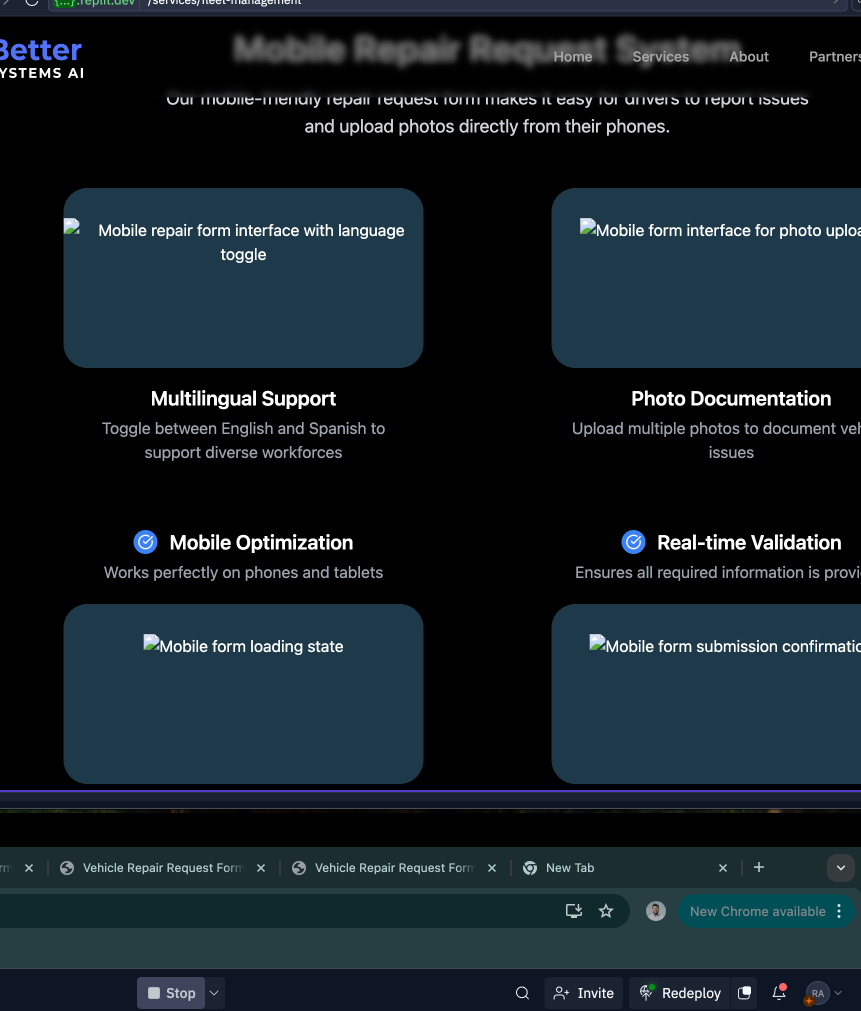 {...}.replit.dev /services/fleet-management
Better
SYSTEMS AI
Mobile Repair Request System
Home
Services
About
Partners
Our mobile-friendly repair request form makes it easy for drivers to report issues
and upload photos directly from their phones.
Mobile repair form interface with language
toggle
Mobile form interface for photo uploa
Multilingual Support
Toggle between English and Spanish to
support diverse workforces
Photo Documentation
Upload multiple photos to document veh
issues
Mobile Optimization
Works perfectly on phones and tablets
Real-time Validation
Ensures all required information is provi
Mobile form loading state
Mobile form submission confirmatio
Vehicle Repair Request Form
Vehicle Repair Request Form
New Tab
New Chrome available
Stop
Invite
Redeploy
RA